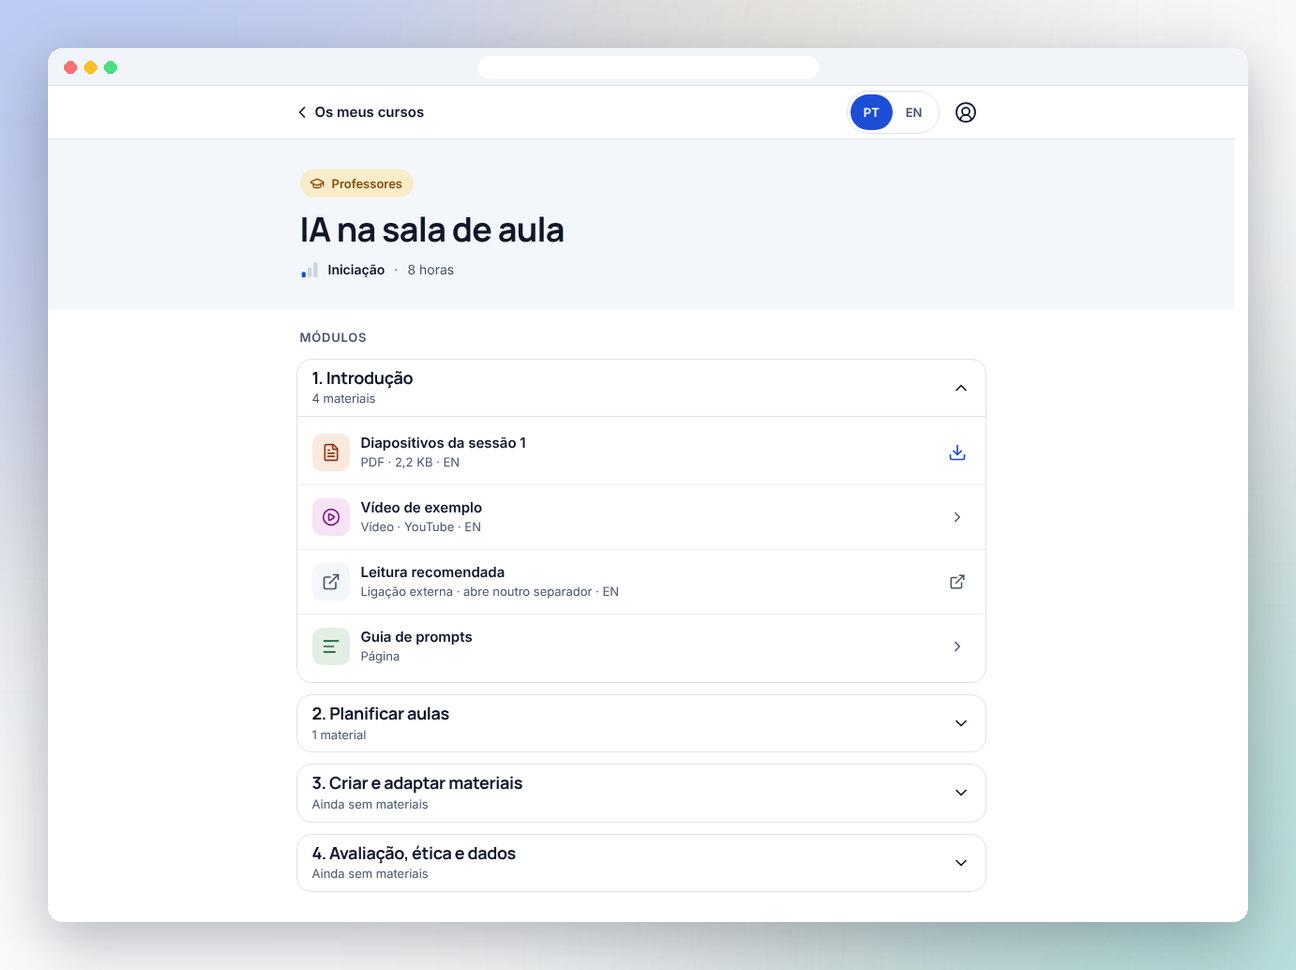 Os meus cursos
PT
EN
Professores
IA na sala de aula
Iniciação · 8 horas
MÓDULOS
1. Introdução
4 materiais
Diapositivos da sessão 1
PDF · 2,2 KB · EN
Vídeo de exemplo
Vídeo · YouTube · EN
Leitura recomendada
Ligação externa · abre noutro separador · EN
Guia de prompts
Página
2. Planificar aulas
1 material
3. Criar e adaptar materiais
Ainda sem materiais
4. Avaliação, ética e dados
Ainda sem materiais